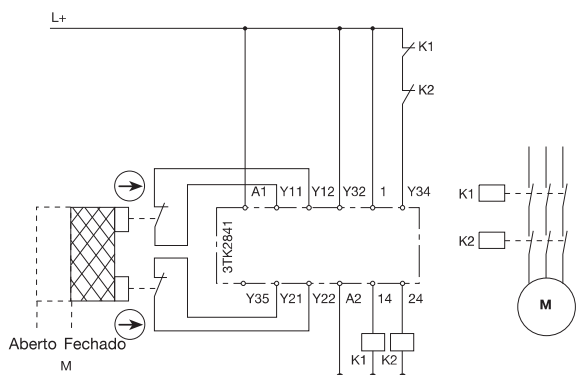 L+
K1
K2
A1 Y11 Y12 Y32 1 Y34
3TK2841
Y35 Y21 Y22 A2 14 24
K1 K2
Aberto Fechado
M
K1
K2
M